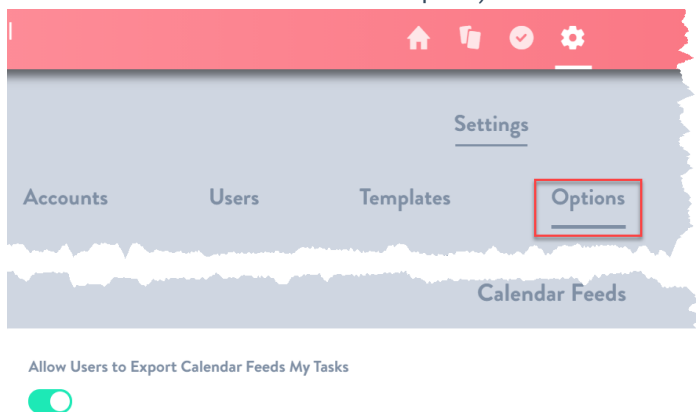 Settings
Accounts Users Templates Options
Calendar Feeds
Allow Users to Export Calendar Feeds My Tasks